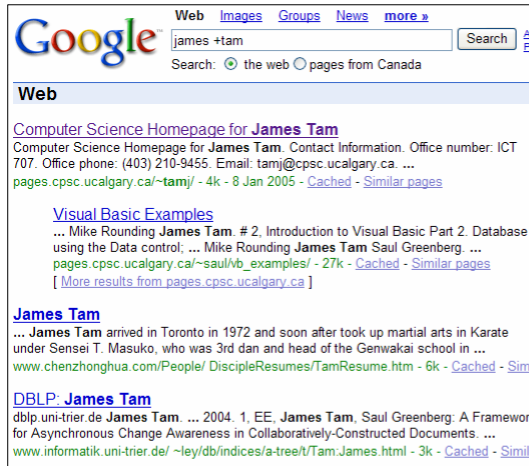 Google™
Web Images Groups News more »
james +tam Search
Search: the web pages from Canada
Web
Computer Science Homepage for James Tam
Computer Science Homepage for James Tam. Contact Information. Office number: ICT
707. Office phone: (403) 210-9455. Email: tamj@cpsc.ucalgary.ca. ...
pages.cpsc.ucalgary.ca/~tamj/ - 4k - 8 Jan 2005 - Cached - Similar pages
Visual Basic Examples
... Mike Rounding James Tam. # 2, Introduction to Visual Basic Part 2. Database
using the Data control; ... Mike Rounding James Tam Saul Greenberg. ...
pages.cpsc.ucalgary.ca/~saul/vb_examples/ - 27k - Cached - Similar pages
[ More results from pages.cpsc.ucalgary.ca ]
James Tam
... James Tam arrived in Toronto in 1972 and soon after took up martial arts in Karate
under Sensei T. Masuko, who was 3rd dan and head of the Genwakai school in ...
www.chenzhonghua.com/People/ DiscipleResumes/TamResume.htm - 6k - Cached - Sim
DBLP: James Tam
dblp.uni-trier.de James Tam. ... 2004. 1, EE, James Tam, Saul Greenberg: A Framewor
for Asynchronous Change Awareness in Collaboratively-Constructed Documents. ...
www.informatik.uni-trier.de/ ~ley/db/indices/a-tree/t/Tam:James.html - 3k - Cached - Simil